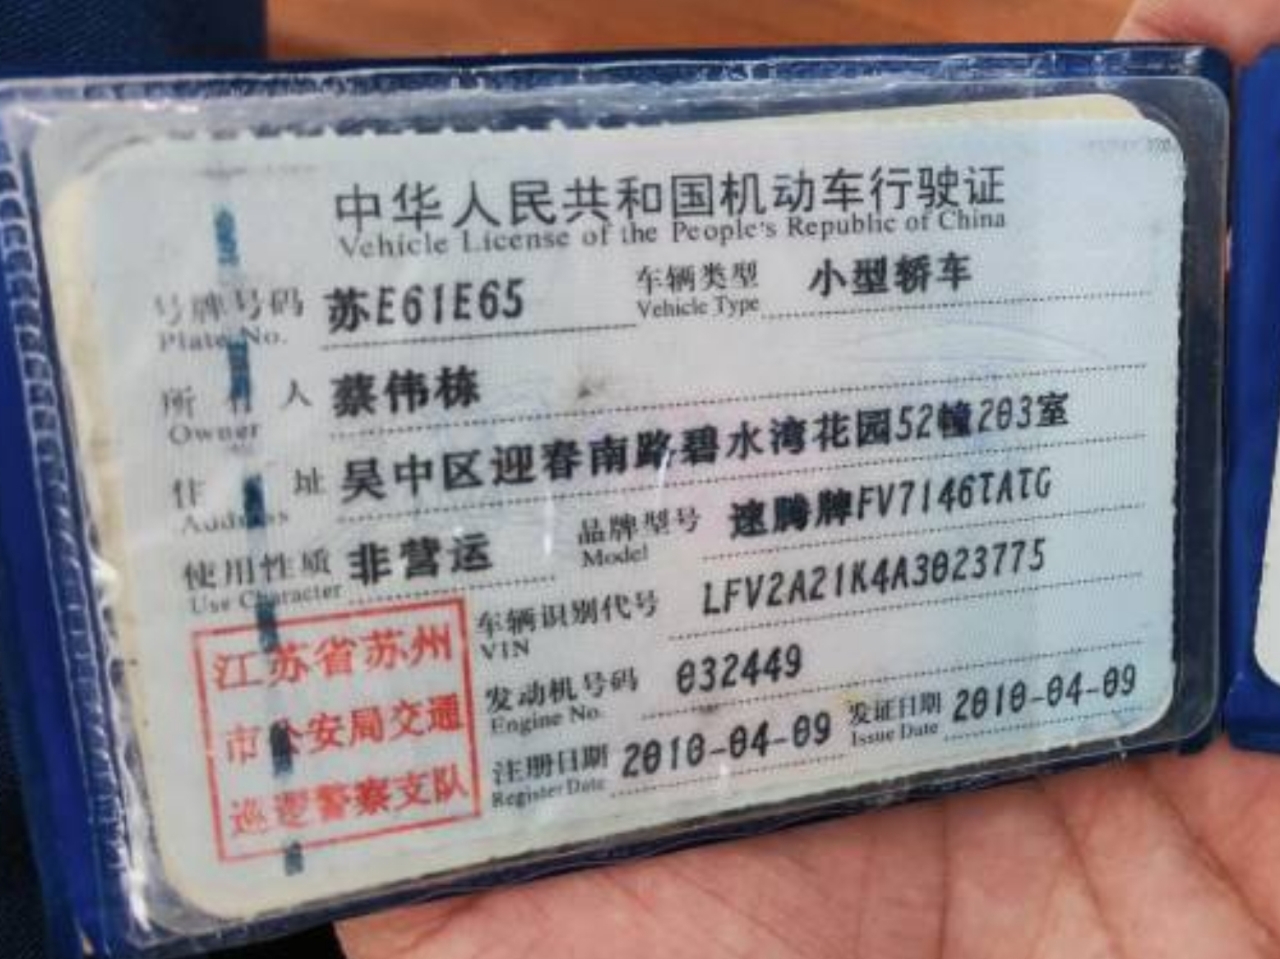 中华人民共和国机动车行驶证
Vehicle License of the People's Republic of China
号牌号码 苏E61E65 车辆类型 小型轿车
Plate No. Vehicle Type
所有人 蔡伟栋
Owner
住址 吴中区迎春南路碧水湾花园52幢203室
Address
使用性质 非营运 品牌型号 速腾牌FV7146TATG
Use Character Model
车辆识别代号 LFV2A21K4A3023775
VIN
发动机号码 032449
Engine No.
注册日期 2010-04-09 发证日期 2010-04-09
Register Date Issue Date
江苏省苏州
市公安局交通
巡逻警察支队